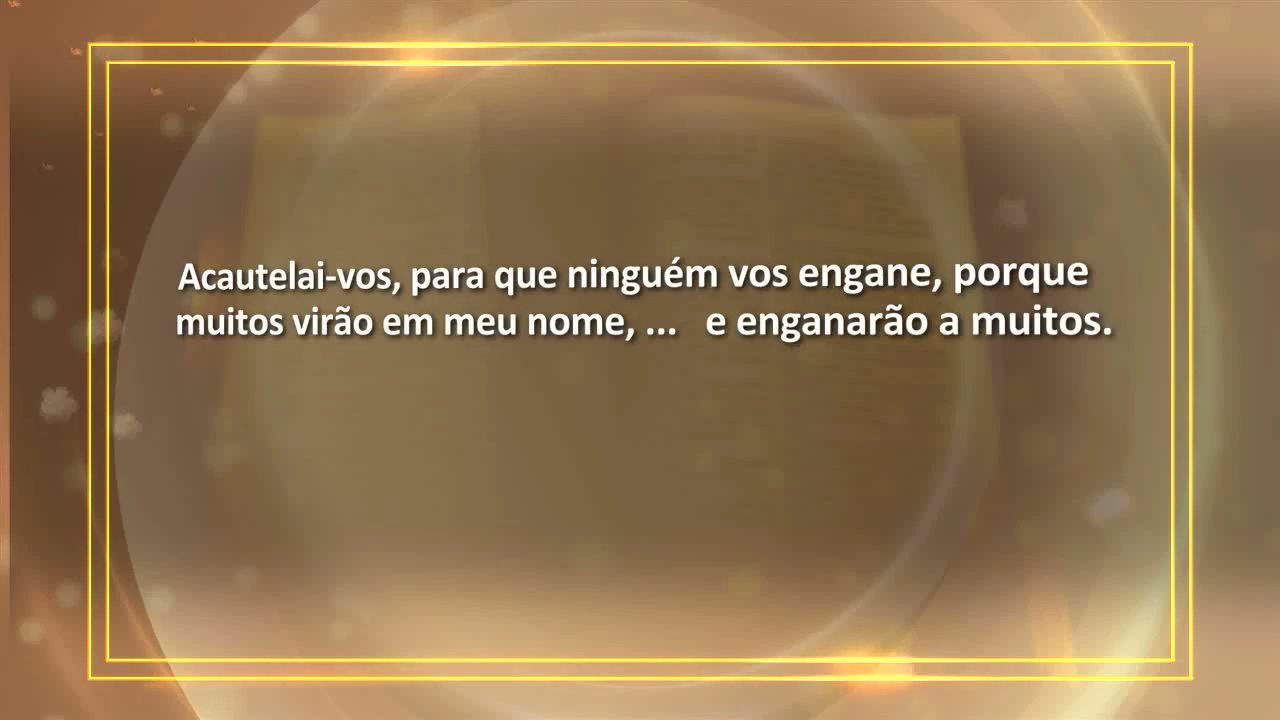 Acautelai-vos, para que ninguém vos engane, porque
muitos virão em meu nome, ... e enganarão a muitos.